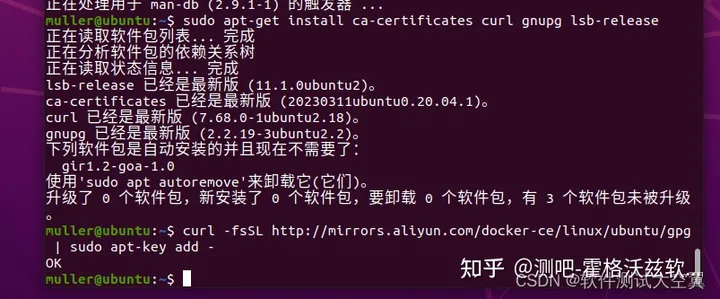 正在处理用于 man-db (2.9.1-1) 的触发器 ...
muller@ubuntu:~$ sudo apt-get install ca-certificates curl gnupg lsb-release
正在读取软件包列表... 完成
正在分析软件包的依赖关系树
正在读取状态信息... 完成
lsb-release 已经是最新版 (11.1.0ubuntu2)。
ca-certificates 已经是最新版 (20230311ubuntu0.20.04.1)。
curl 已经是最新版 (7.68.0-1ubuntu2.18)。
gnupg 已经是最新版 (2.2.19-3ubuntu2.2)。
下列软件包是自动安装的并且现在不需要了：
  gir1.2-goa-1.0
使用'sudo apt autoremove'来卸载它(它们)。
升级了 0 个软件包，新安装了 0 个软件包，要卸载 0 个软件包，有 3 个软件包未被升级
。
muller@ubuntu:~$ curl -fsSL http://mirrors.aliyun.com/docker-ce/linux/ubuntu/gpg
 | sudo apt-key add -
OK
muller@ubuntu:~$
知乎 @测吧-霍格沃兹软
CSDN @软件测试大空翼